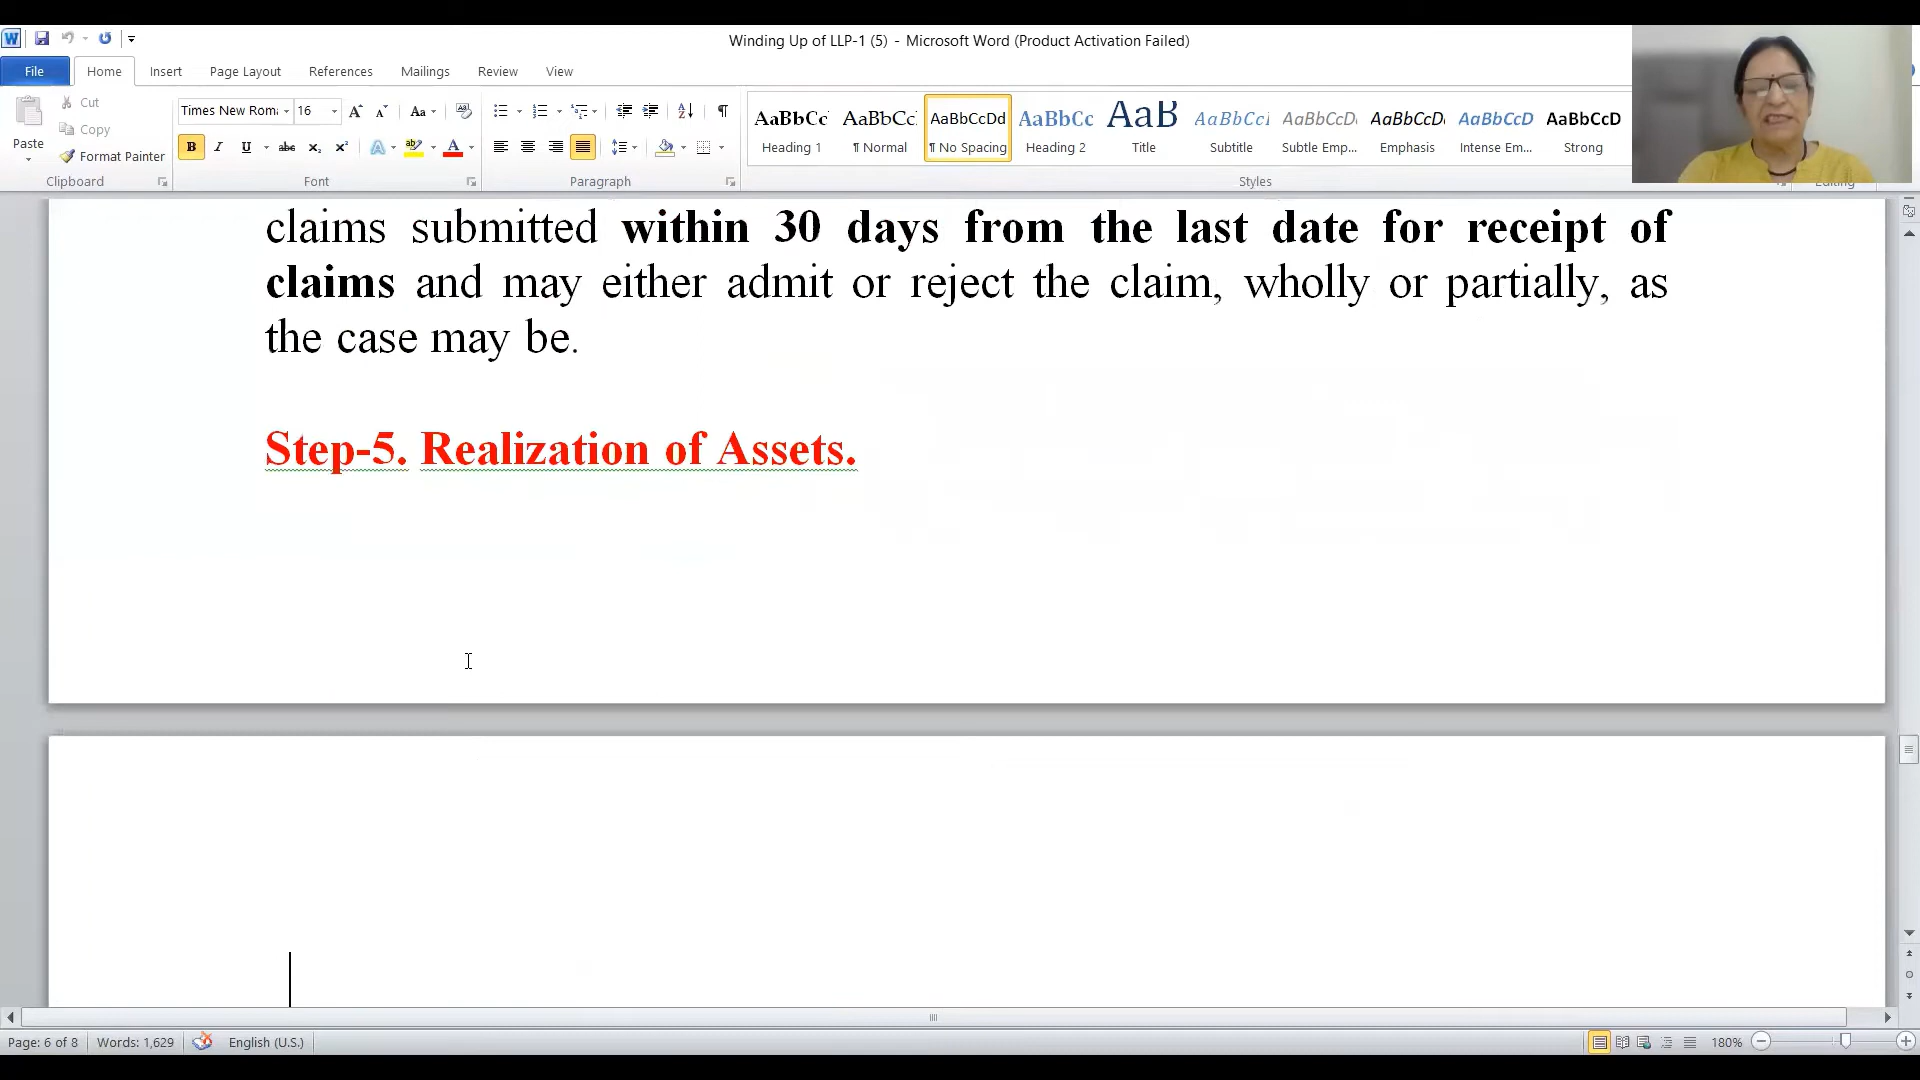 Winding Up of LLP-1 (5) - Microsoft Word (Product Activation Failed)
File Home Insert Page Layout References Mailings Review View
Paste
Cut
Copy
Format Painter
Clipboard
Times New Rom 16
Font
Paragraph
AaBbCc AaBbCc AaBbCcDd AaBbCc AaB AaBbCcI AaBbCcD AaBbCcD AaBbCcD AaBbCcD
Heading 1 ¶ Normal ¶ No Spacing Heading 2 Title Subtitle Subtle Emp... Emphasis Intense Em... Strong
Styles
Editing
claims submitted within 30 days from the last date for receipt of
claims and may either admit or reject the claim, wholly or partially, as
the case may be.
Step-5. Realization of Assets.
Page: 6 of 8 Words: 1,629 English (U.S.) 180%